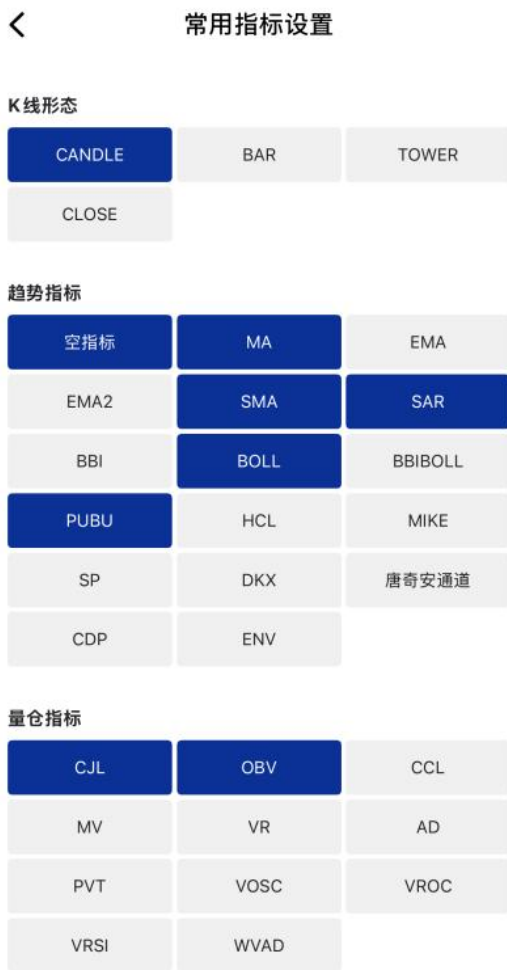 常用指标设置
K线形态
CANDLE BAR TOWER
CLOSE
趋势指标
空指标 MA EMA
EMA2 SMA SAR
BBI BOLL BBIBOLL
PUBU HCL MIKE
SP DKX 唐奇安通道
CDP ENV
量仓指标
CJL OBV CCL
MV VR AD
PVT VOSC VROC
VRSI WVAD